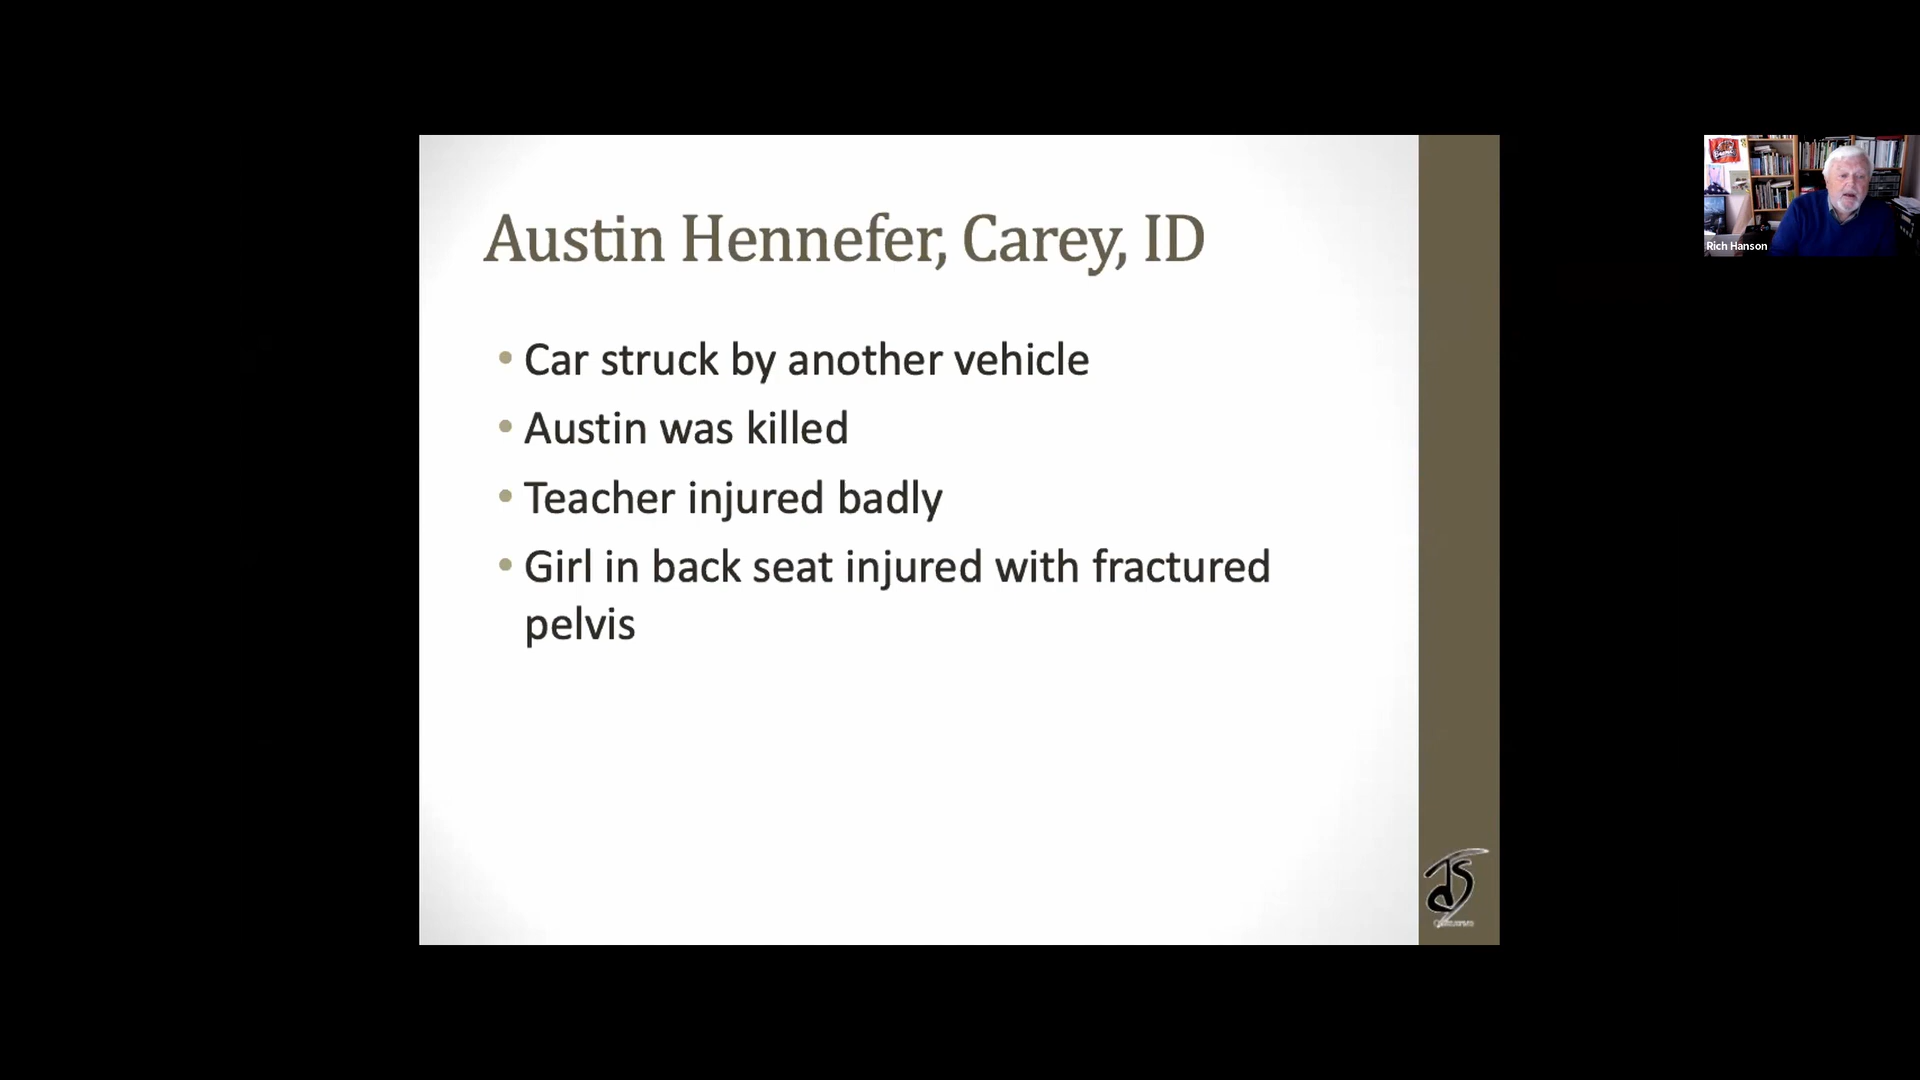 Austin Hennefer, Carey, ID
• Car struck by another vehicle
• Austin was killed
• Teacher injured badly
• Girl in back seat injured with fractured
pelvis
Rich Hanson